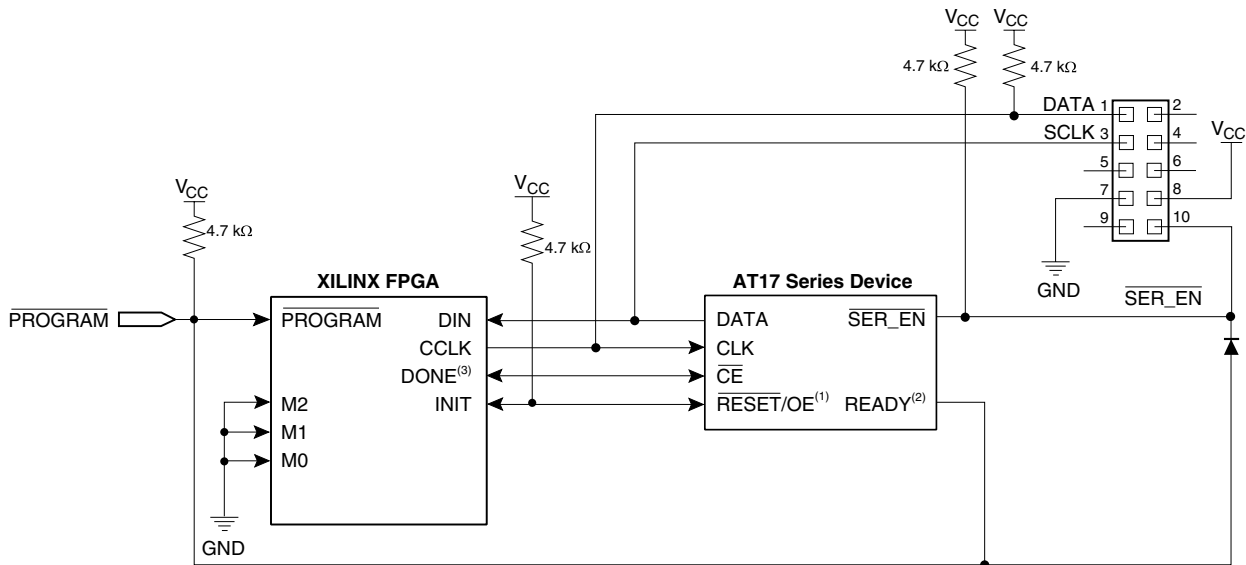 VCC VCC
4.7 kΩ 4.7 kΩ
DATA 1 2
SCLK 3 4
VCC
5 6
7 8
9 10
GND
VCC
4.7 kΩ
VCC
4.7 kΩ
XILINX FPGA
AT17 Series Device
SER_EN
PROGRAM
PROGRAM
DIN
CCLK
DONE(3)
INIT
M2
M1
M0
GND
DATA
CLK
CE
RESET/OE(1)
SER_EN
READY(2)